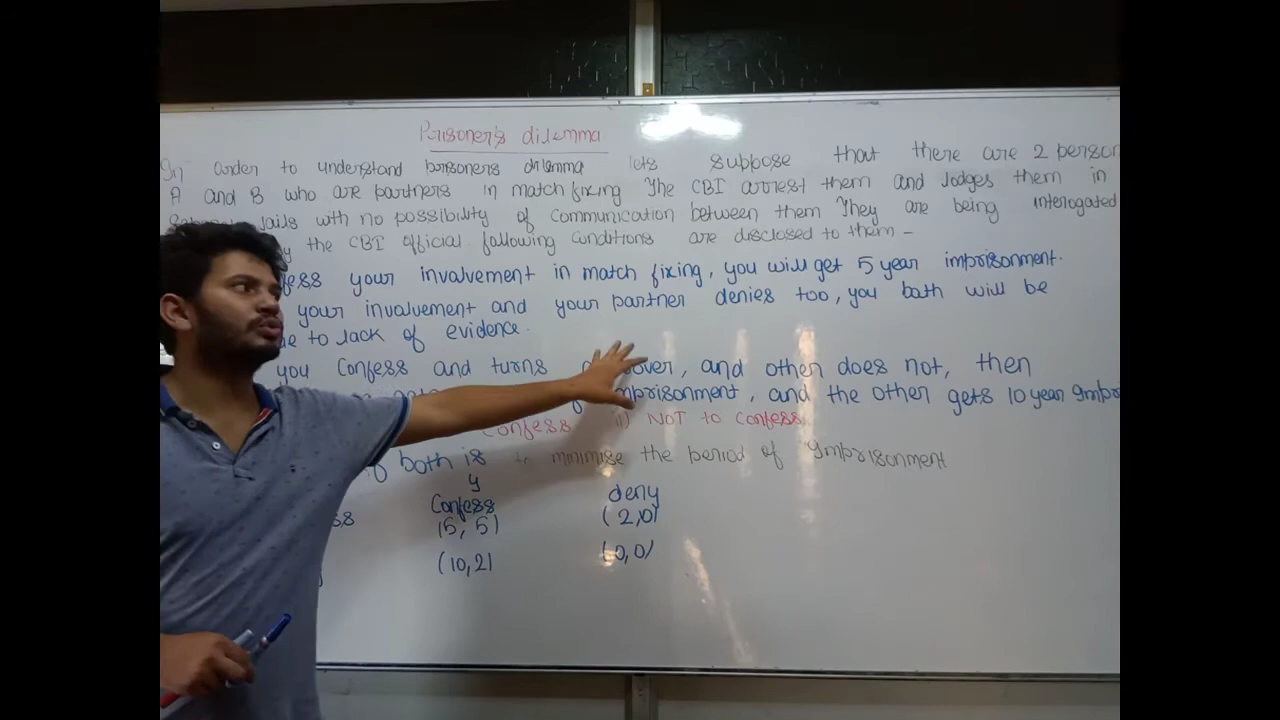 Prisoner's dilemma
In order to understand prisoners dilemma lets suppose that there are 2 person
A and B who are partners in match fixing The CBI arrest them and lodges them in
jails with no possibility of communication between them They are being interogated
the CBI official following conditions are disclosed to them -
your involvement in match fixing, you will get 5 year imprisonment.
your involvement and your partner denies too, you both will be
to lack of evidence.
you Confess and turns over, and other does not, then
imprisonment, and the other gets 10 year
Confess ii) NOT to confess
of both is to minimise the period of Imprisonment
y
Confess deny
(5, 5) (2,0)
(10,2) (0,0)